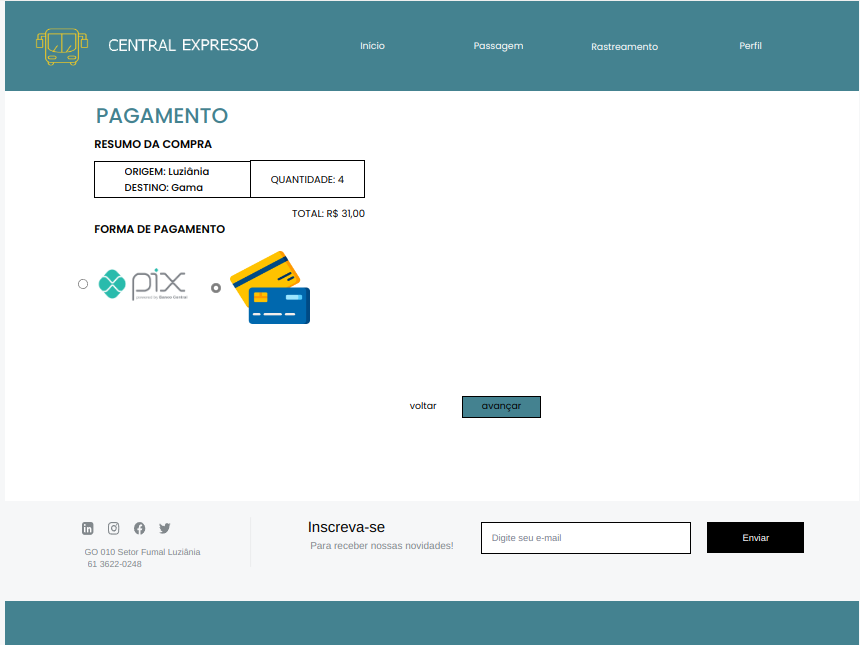 CENTRAL EXPRESSO
Início
Passagem
Rastreamento
Perfil
PAGAMENTO
RESUMO DA COMPRA
ORIGEM: Luziânia
DESTINO: Gama
QUANTIDADE: 4
TOTAL: R$ 31,00
FORMA DE PAGAMENTO
pix
powered by Banco Central
voltar
avançar
Inscreva-se
Para receber nossas novidades!
Digite seu e-mail
Enviar
GO 010 Setor Fumal Luziânia
61 3622-0248